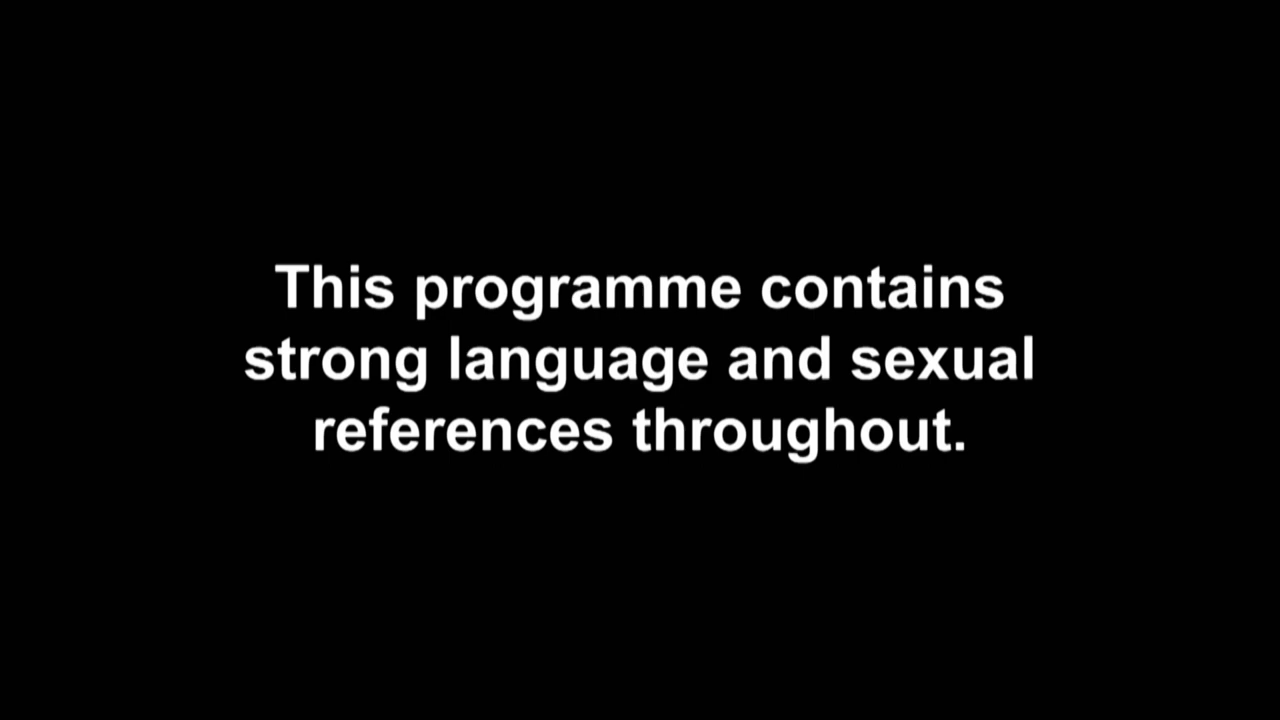 This programme contains
strong language and sexual
references throughout.